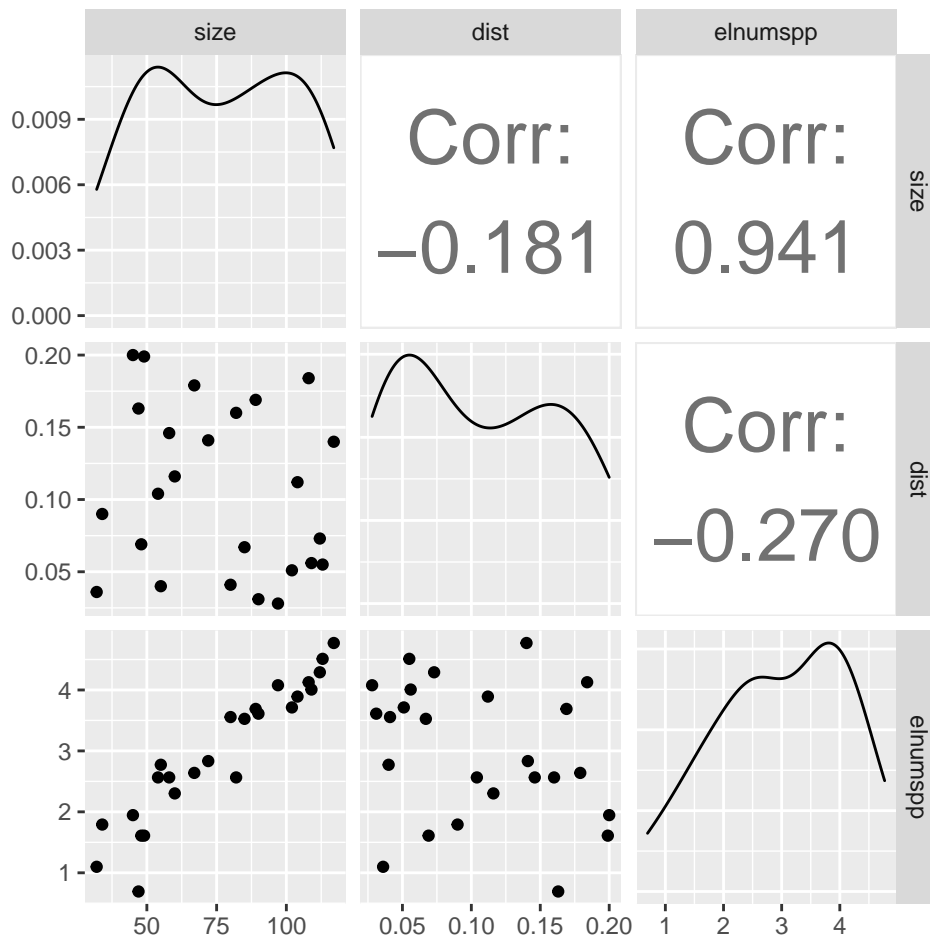 size dist elnumspp
0.009
0.006
0.003
0.000
Corr:
−0.181
Corr:
0.941
size
0.20
0.15
0.10
0.05
Corr:
−0.270
dist
4
3
2
1
elnumspp
50 75 100
0.05 0.10 0.15 0.20
1 2 3 4